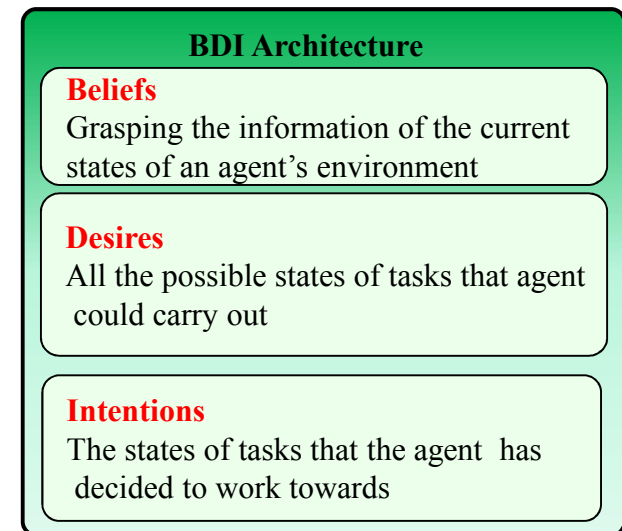 BDI Architecture
Beliefs
Grasping the information of the current
states of an agent’s environment
Desires
All the possible states of tasks that agent
could carry out
Intentions
The states of tasks that the agent has
decided to work towards